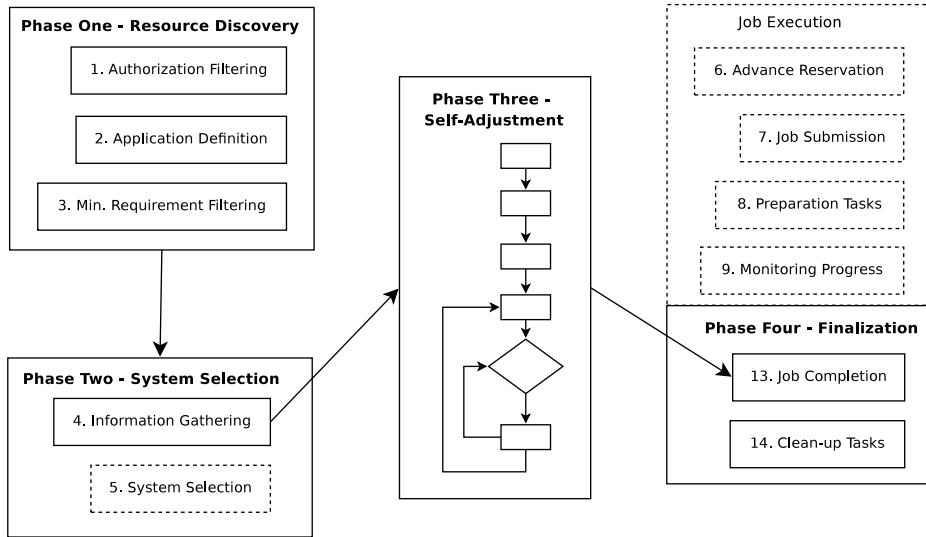 Phase One - Resource Discovery
1. Authorization Filtering
2. Application Definition
3. Min. Requirement Filtering
Phase Two - System Selection
4. Information Gathering
5. System Selection
Phase Three -
Self-Adjustment
Job Execution
6. Advance Reservation
7. Job Submission
8. Preparation Tasks
9. Monitoring Progress
Phase Four - Finalization
13. Job Completion
14. Clean-up Tasks